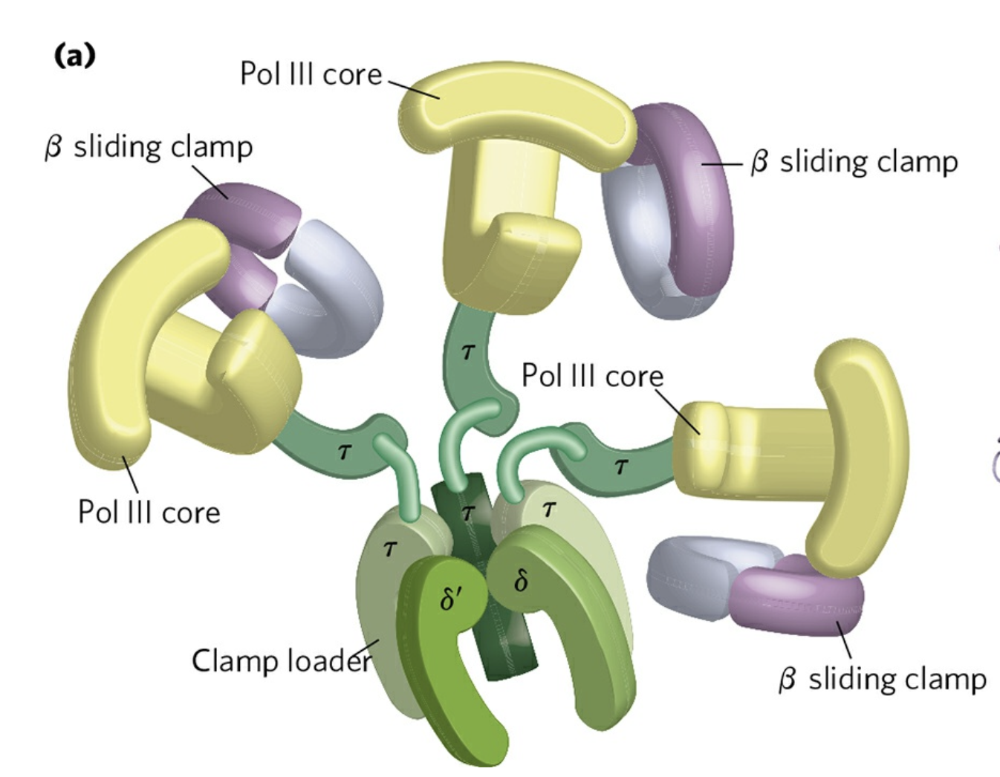 (a)
Pol III core
β sliding clamp
β sliding clamp
τ
Pol III core
τ
τ
Pol III core
τ
τ
τ
δ
δ′
Clamp loader
β sliding clamp